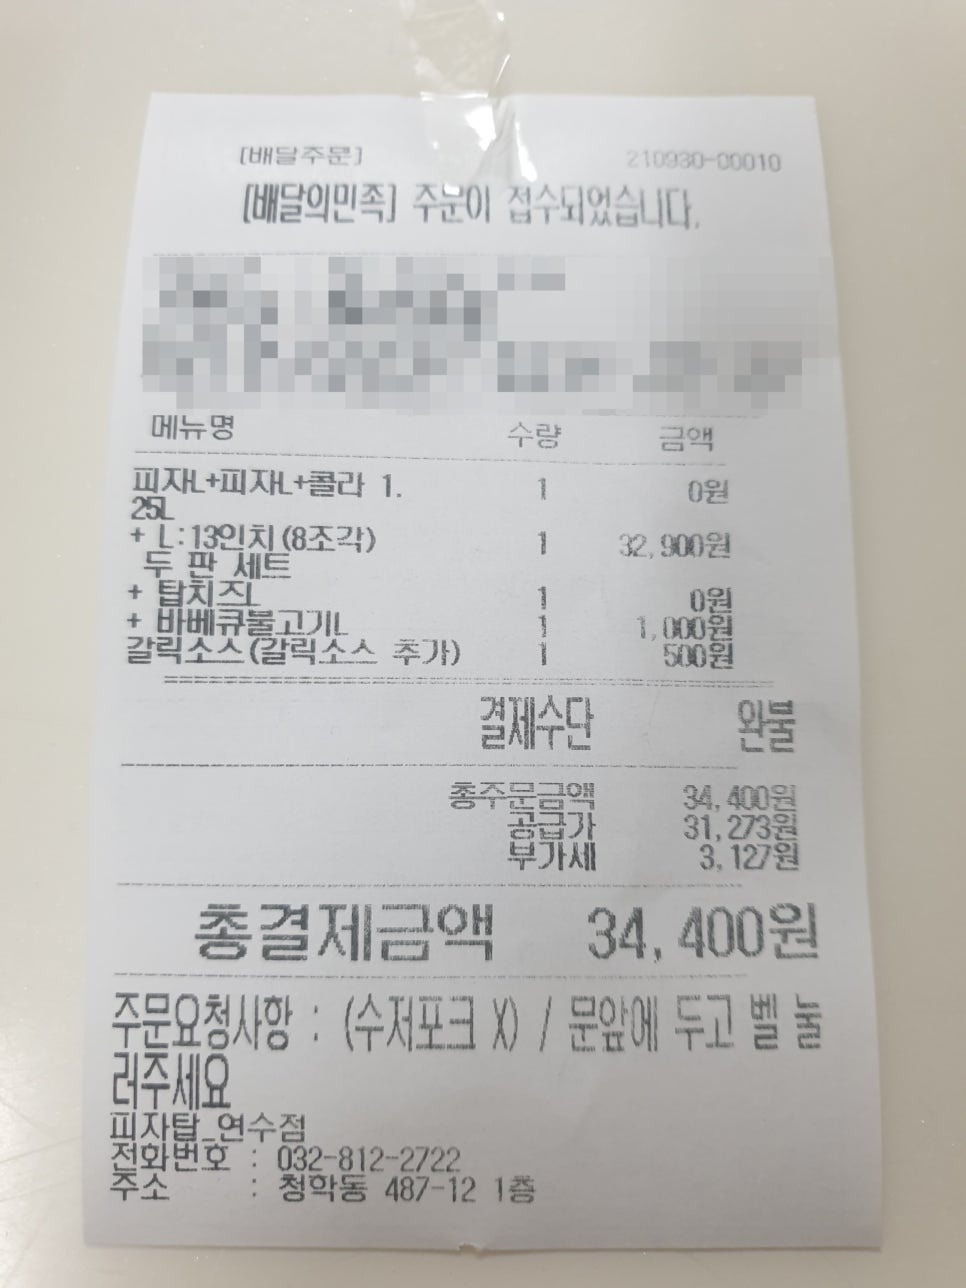 [배달주문] 210930-00010
[배달의민족] 주문이 접수되었습니다.
메뉴명 수량 금액
피자L+피자L+콜라 1. 1 0원
25L
+ L:13인치(8조각) 1 32,900원
두 판 세트
+ 탑치즈L 1 0원
+ 바베큐불고기L 1 1,000원
갈릭소스(갈릭소스 추가) 1 500원
결제수단 완불
총주문금액 34,400원
공급가 31,273원
부가세 3,127원
총결제금액 34,400원
주문요청사항 : (수저포크 X) / 문앞에 두고 벨 눌
러주세요
피자탑_연수점
전화번호 : 032-812-2722
주소 : 청학동 487-12 1층